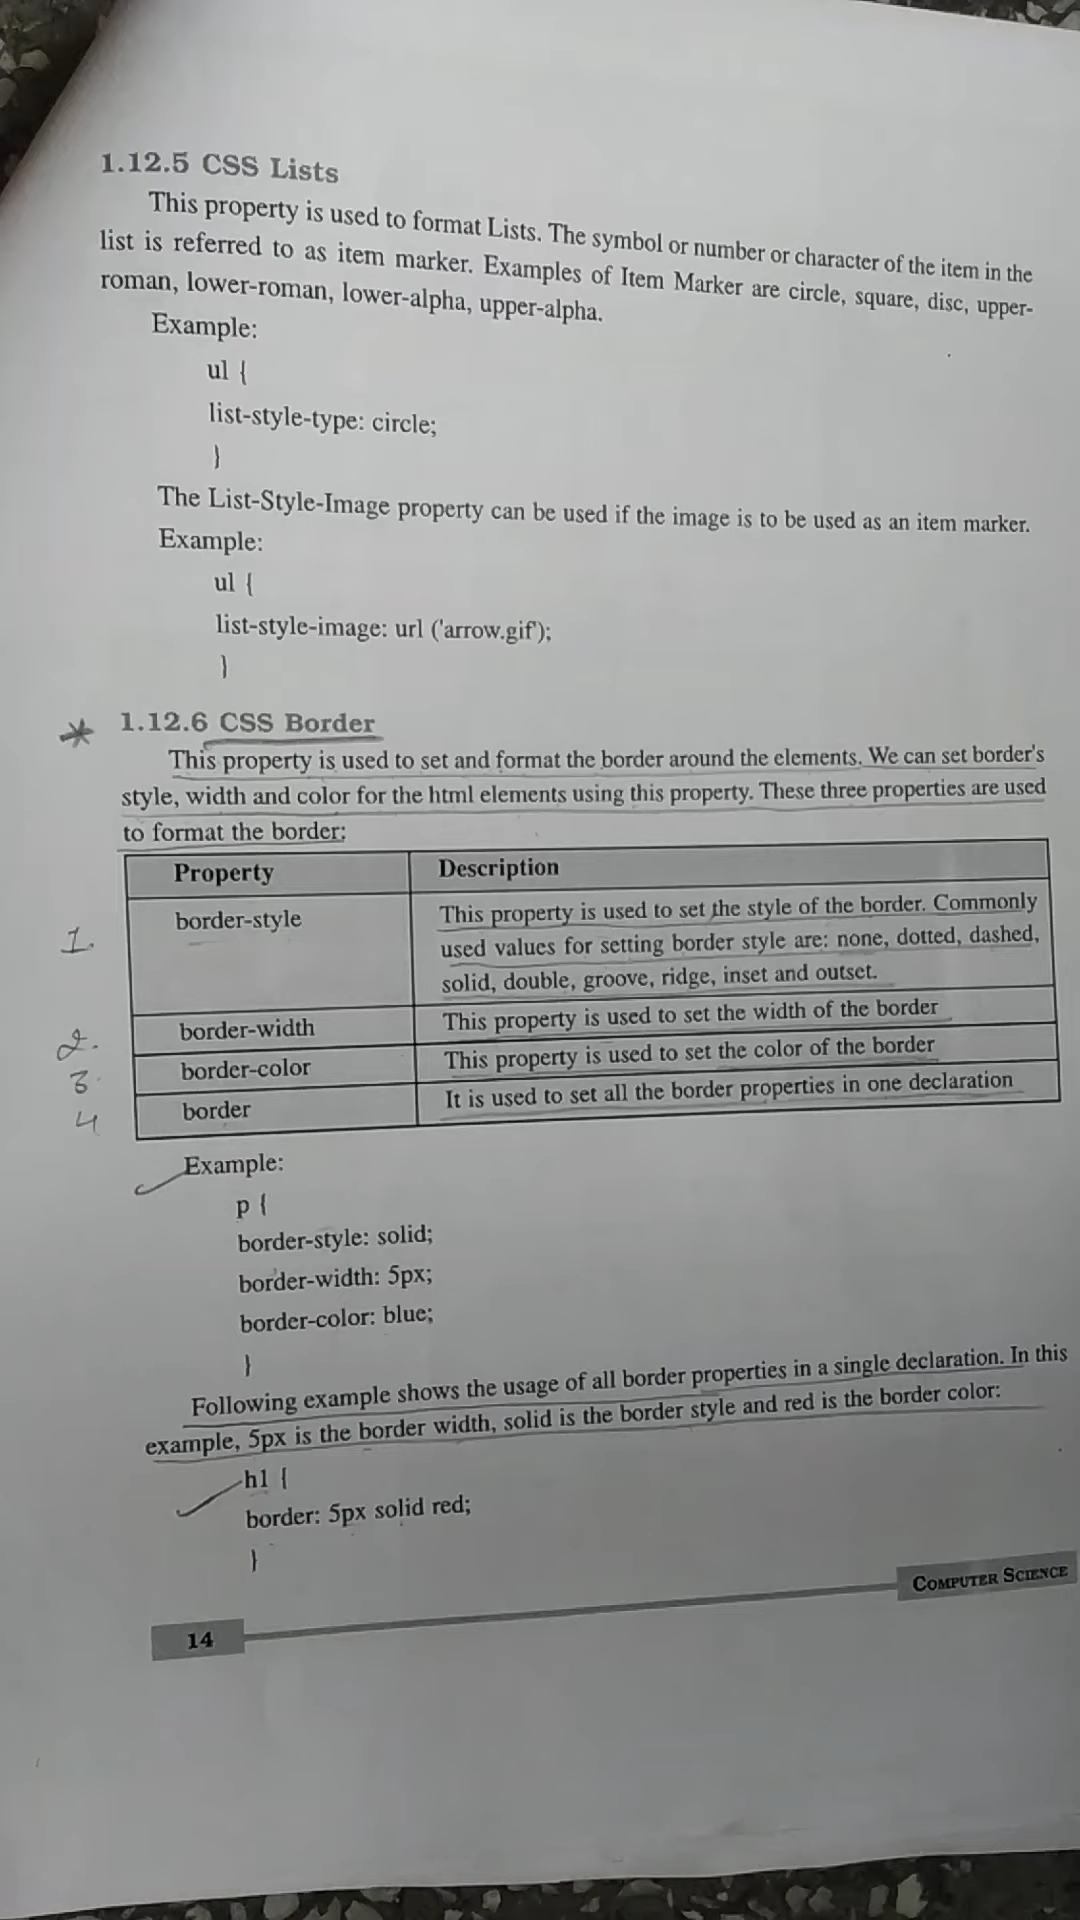 1.12.5 CSS Lists
This property is used to format Lists. The symbol or number or character of the item in the
list is referred to as item marker. Examples of Item Marker are circle, square, disc, upper-
roman, lower-roman, lower-alpha, upper-alpha.
Example:
ul {
list-style-type: circle;
}
The List-Style-Image property can be used if the image is to be used as an item marker.
Example:
ul {
list-style-image: url ('arrow.gif');
}
* 1.12.6 CSS Border
This property is used to set and format the border around the elements. We can set border's
style, width and color for the html elements using this property. These three properties are used
to format the border:
Property Description
1. border-style This property is used to set the style of the border. Commonly
used values for setting border style are: none, dotted, dashed,
solid, double, groove, ridge, inset and outset.
2. border-width This property is used to set the width of the border
3. border-color This property is used to set the color of the border
4 border It is used to set all the border properties in one declaration
Example:
p {
border-style: solid;
border-width: 5px;
border-color: blue;
}
Following example shows the usage of all border properties in a single declaration. In this
example, 5px is the border width, solid is the border style and red is the border color:
h1 {
border: 5px solid red;
}
COMPUTER SCIENCE
14